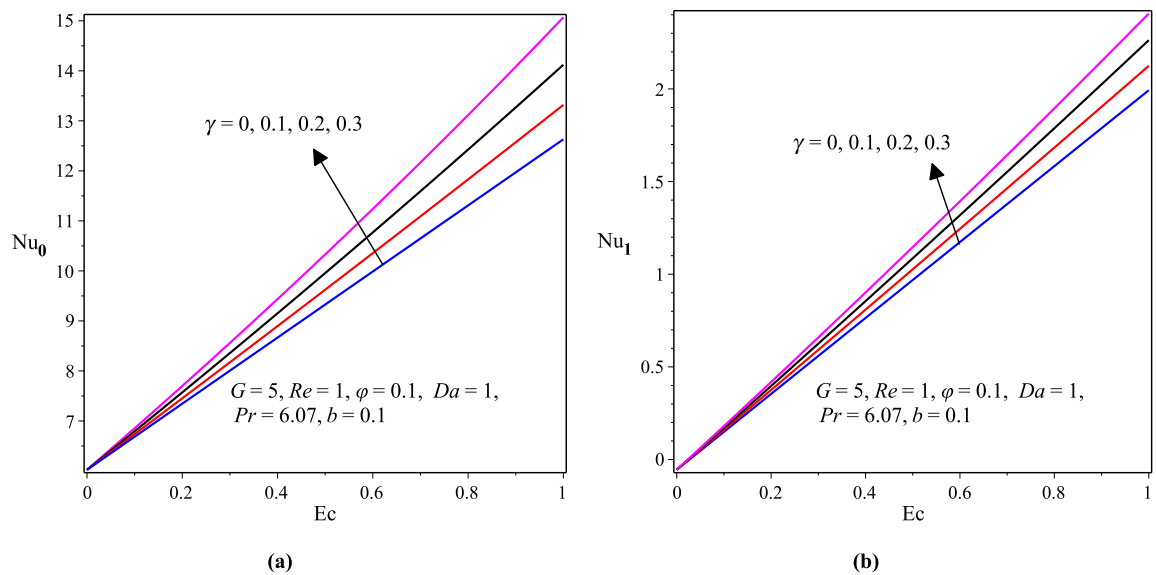 15
14
13
12
11
10
9
8
7
Nu0
γ = 0, 0.1, 0.2, 0.3
G = 5, Re = 1, φ = 0.1, Da = 1,
Pr = 6.07, b = 0.1
0 0.2 0.4 0.6 0.8 1
Ec
(a)
2
1.5
1
0.5
0
Nu1
γ = 0, 0.1, 0.2, 0.3
G = 5, Re = 1, φ = 0.1, Da = 1,
Pr = 6.07, b = 0.1
0 0.2 0.4 0.6 0.8 1
Ec
(b)